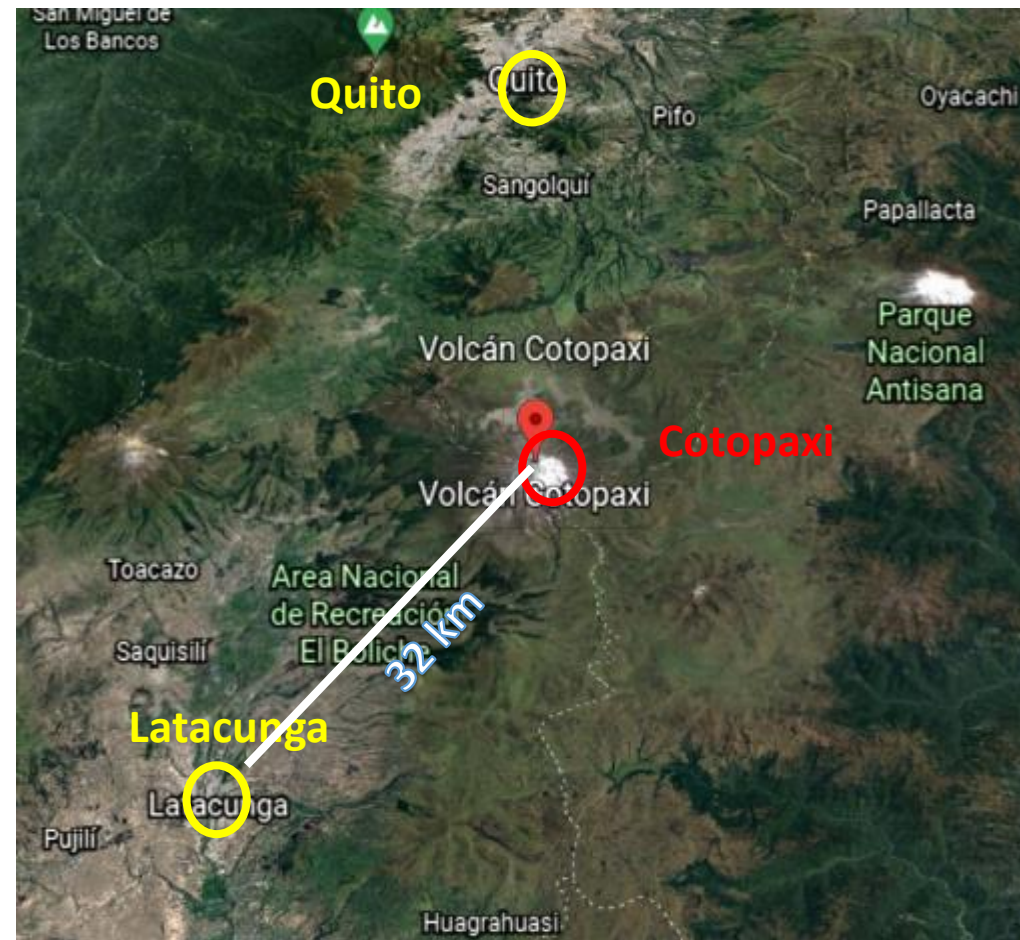 San Miguel de
Los Bancos
Quito
Quito
Pifo
Oyacachi
Sangolquí
Papallacta
Parque
Nacional
Antisana
Volcán Cotopaxi
Cotopaxi
Volcán Cotopaxi
Toacazo
Area Nacional
de Recreación
El Boliche
32 km
Saquisilí
Latacunga
Latacunga
Pujilí
Huagrahuasi